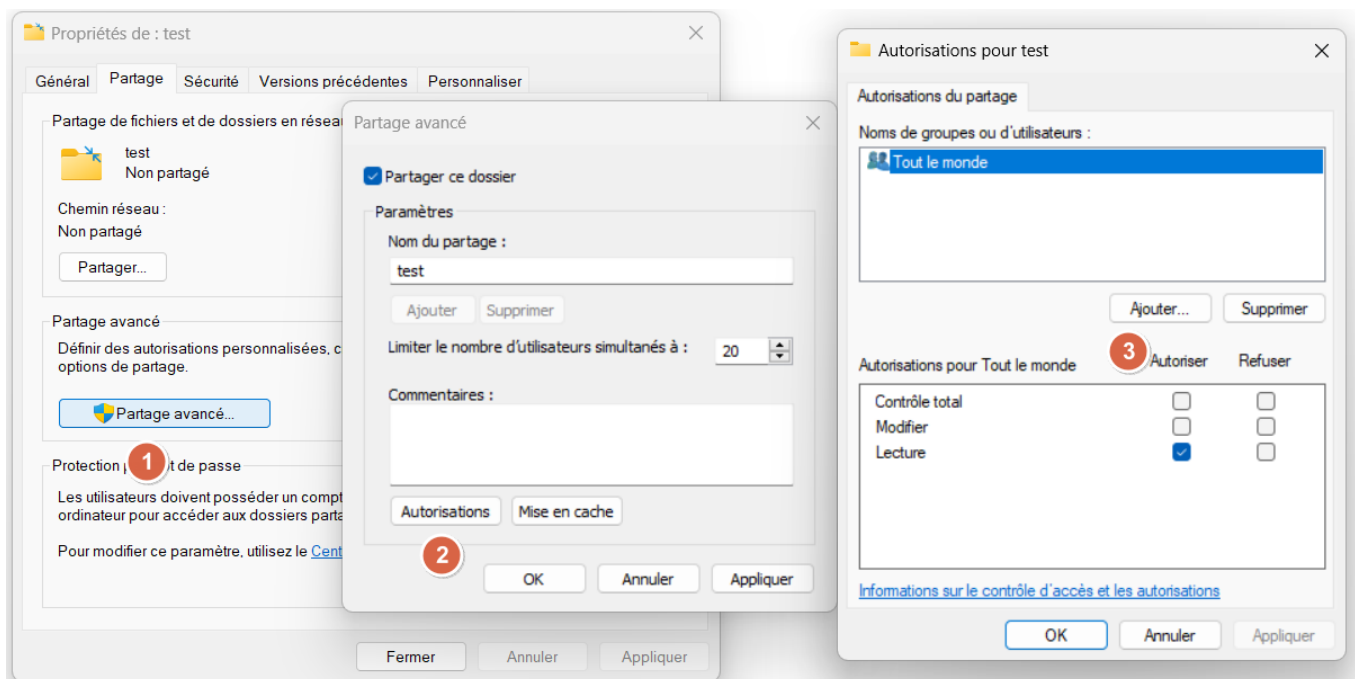 Propriétés de : test
Général Partage Sécurité Versions précédentes Personnaliser
Partage de fichiers et de dossiers en
test
Non partagé
Chemin réseau :
Non partagé
Partager...
Partage avancé
Définir des autorisations personnalisées,
options de partage.
Partage avancé...
1
Protection t de passe
Les utilisateurs doivent posséder un
ordinateur pour accéder aux dossiers
Pour modifier ce paramètre, utilisez le
Fermer Annuler Appliquer
Partage avancé
Partager ce dossier
Paramètres
Nom du partage :
test
Ajouter Supprimer
Limiter le nombre d'utilisateurs simultanés à : 20
Commentaires :
Autorisations Mise en cache
2
OK Annuler Appliquer
Autorisations pour test
Autorisations du partage
Noms de groupes ou d'utilisateurs :
Tout le monde
Ajouter... Supprimer
3
Autorisations pour Tout le monde Autoriser Refuser
Contrôle total
Modifier
Lecture
Informations sur le contrôle d'accès et les autorisations
OK Annuler Appliquer